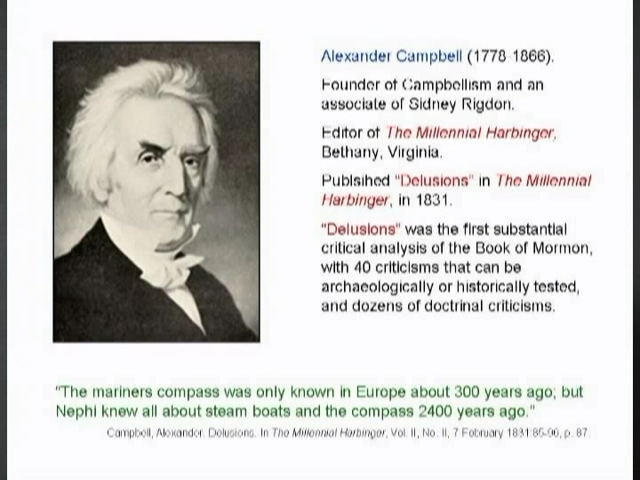 Alexander Campbell (1778 1866).
Founder of Campbellism and an
associate of Sidney Rigdon.
Editor of The Millennial Harbinger,
Bethany, Virginia.
Publsihed "Delusions" in The Millennial
Harbinger, in 1831.
"Delusions" was the first substantial
critical analysis of the Book of Mormon,
with 40 criticisms that can be
archaeologically or historically tested,
and dozens of doctrinal criticisms.
"The mariners compass was only known in Europe about 300 years ago; but
Nephi knew all about steam boats and the compass 2400 years ago."
Campbell, Alexander. Delusions. In The Millennial Harbinger, Vol. II, No. II, 7 February 1831:85-96, p. 87.